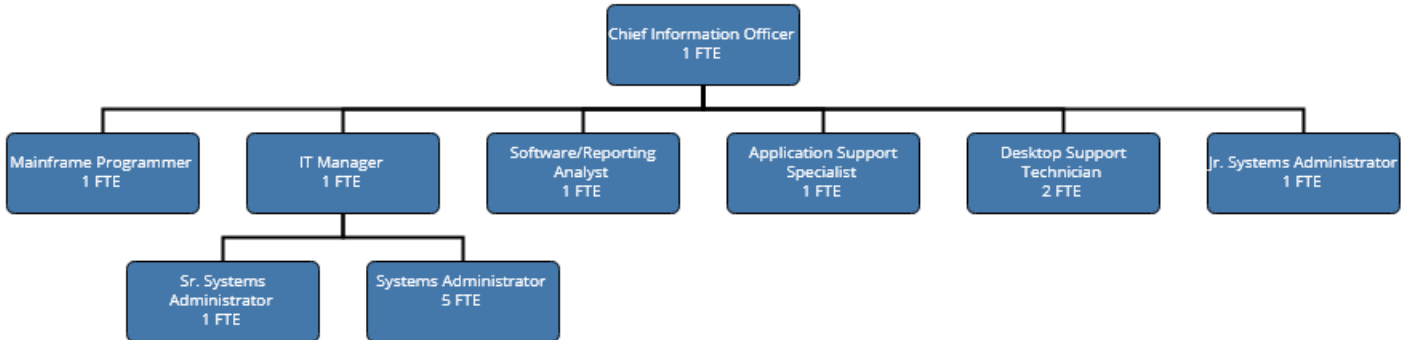 Chief Information Officer
1 FTE
Mainframe Programmer
1 FTE
IT Manager
1 FTE
Software/Reporting
Analyst
1 FTE
Application Support
Specialist
1 FTE
Desktop Support
Technician
2 FTE
Jr. Systems Administrator
1 FTE
Sr. Systems
Administrator
1 FTE
Systems Administrator
5 FTE